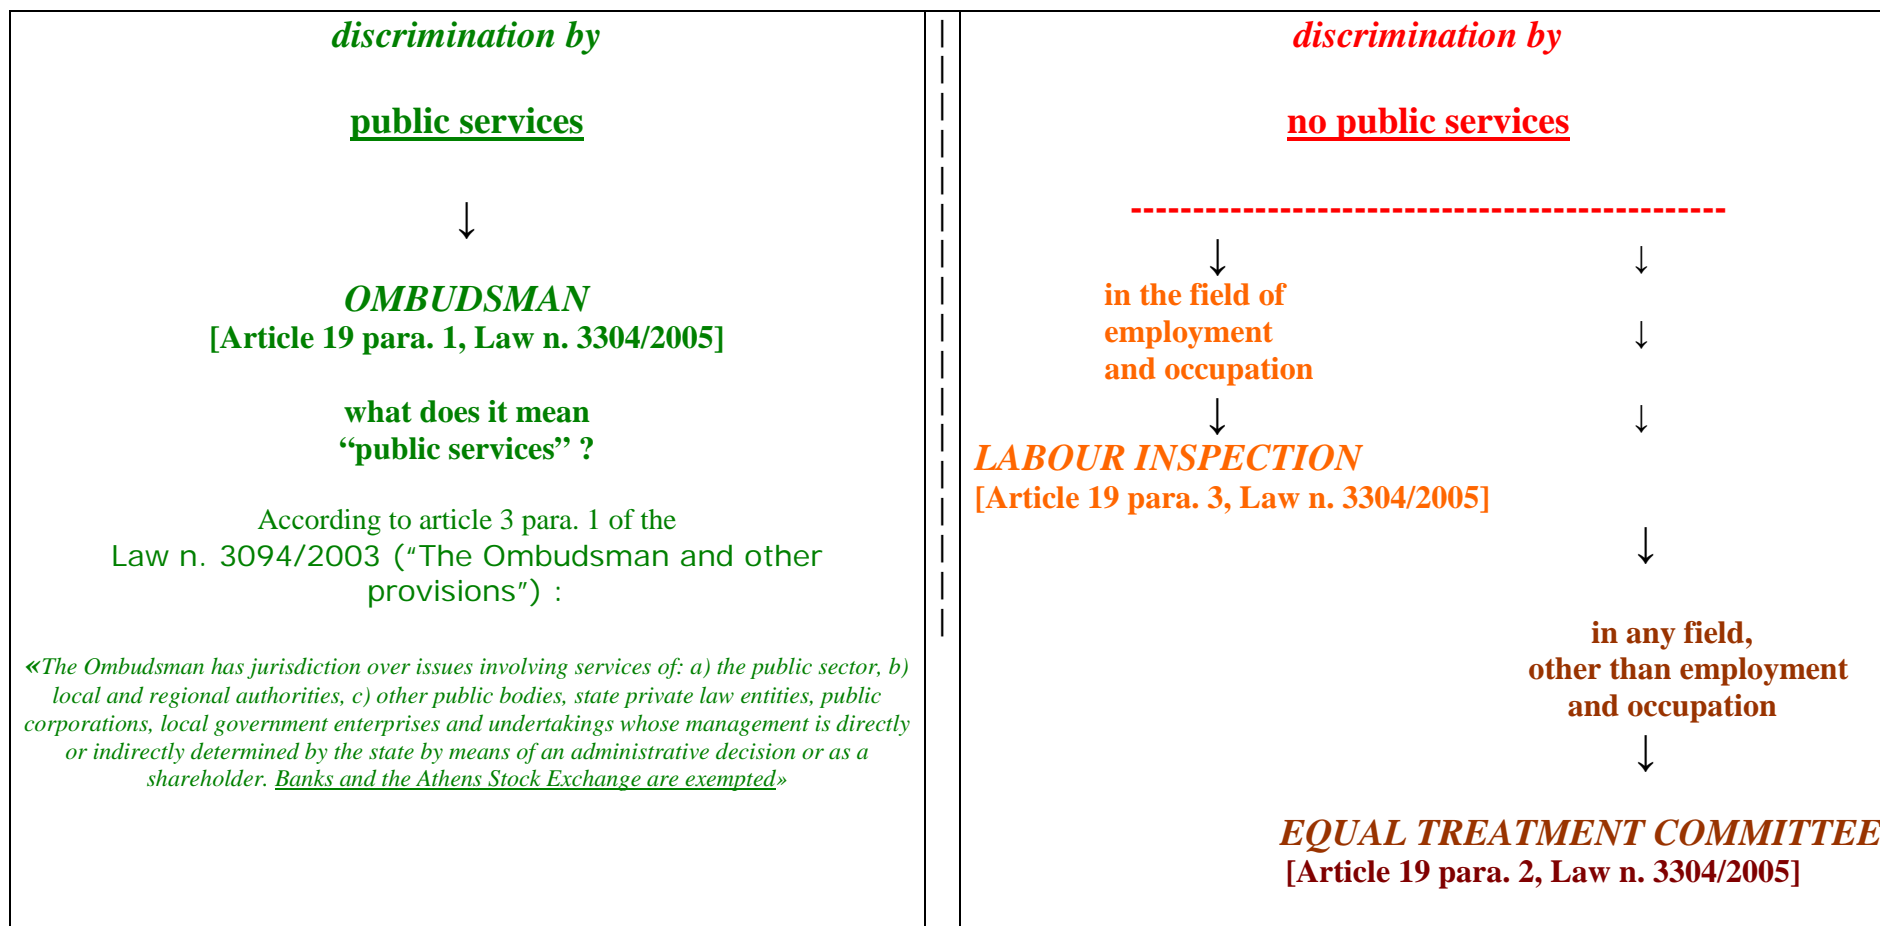 discrimination by
public services
↓
OMBUDSMAN
[Article 19 para. 1, Law n. 3304/2005]
what does it mean
“public services” ?
According to article 3 para. 1 of the
Law n. 3094/2003 (“The Ombudsman and other
provisions”) :
«The Ombudsman has jurisdiction over issues involving services of: a) the public sector, b)
local and regional authorities, c) other public bodies, state private law entities, public
corporations, local government enterprises and undertakings whose management is directly
or indirectly determined by the state by means of an administrative decision or as a
shareholder. Banks and the Athens Stock Exchange are exempted»
discrimination by
no public services
↓
in the field of
employment
and occupation
↓
LABOUR INSPECTION
[Article 19 para. 3, Law n. 3304/2005]
↓
↓
↓
↓
in any field,
other than employment
and occupation
↓
EQUAL TREATMENT COMMITTEE
[Article 19 para. 2, Law n. 3304/2005]